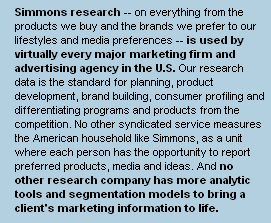 Simmons research -- on everything from the
products we buy and the brands we prefer to our
lifestyles and media preferences -- is used by
virtually every major marketing firm and
advertising agency in the U.S. Our research
data is the standard for planning, product
development, brand building, consumer profiling and
differentiating programs and products from the
competition. No other syndicated service measures
the American household like Simmons, as a unit
where each person has the opportunity to report
preferred products, media and ideas. And no
other research company has more analytic
tools and segmentation models to bring a
client's marketing information to life.